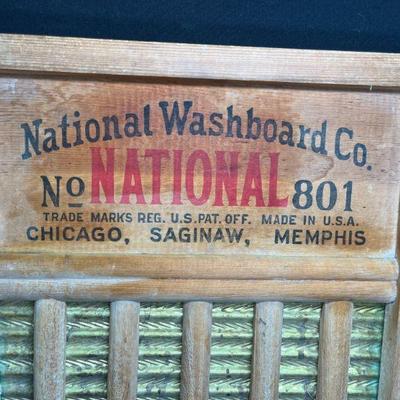 National Washboard Co.
No NATIONAL 801
TRADE MARKS REG. U.S. PAT. OFF. MADE IN U.S.A.
CHICAGO, SAGINAW, MEMPHIS